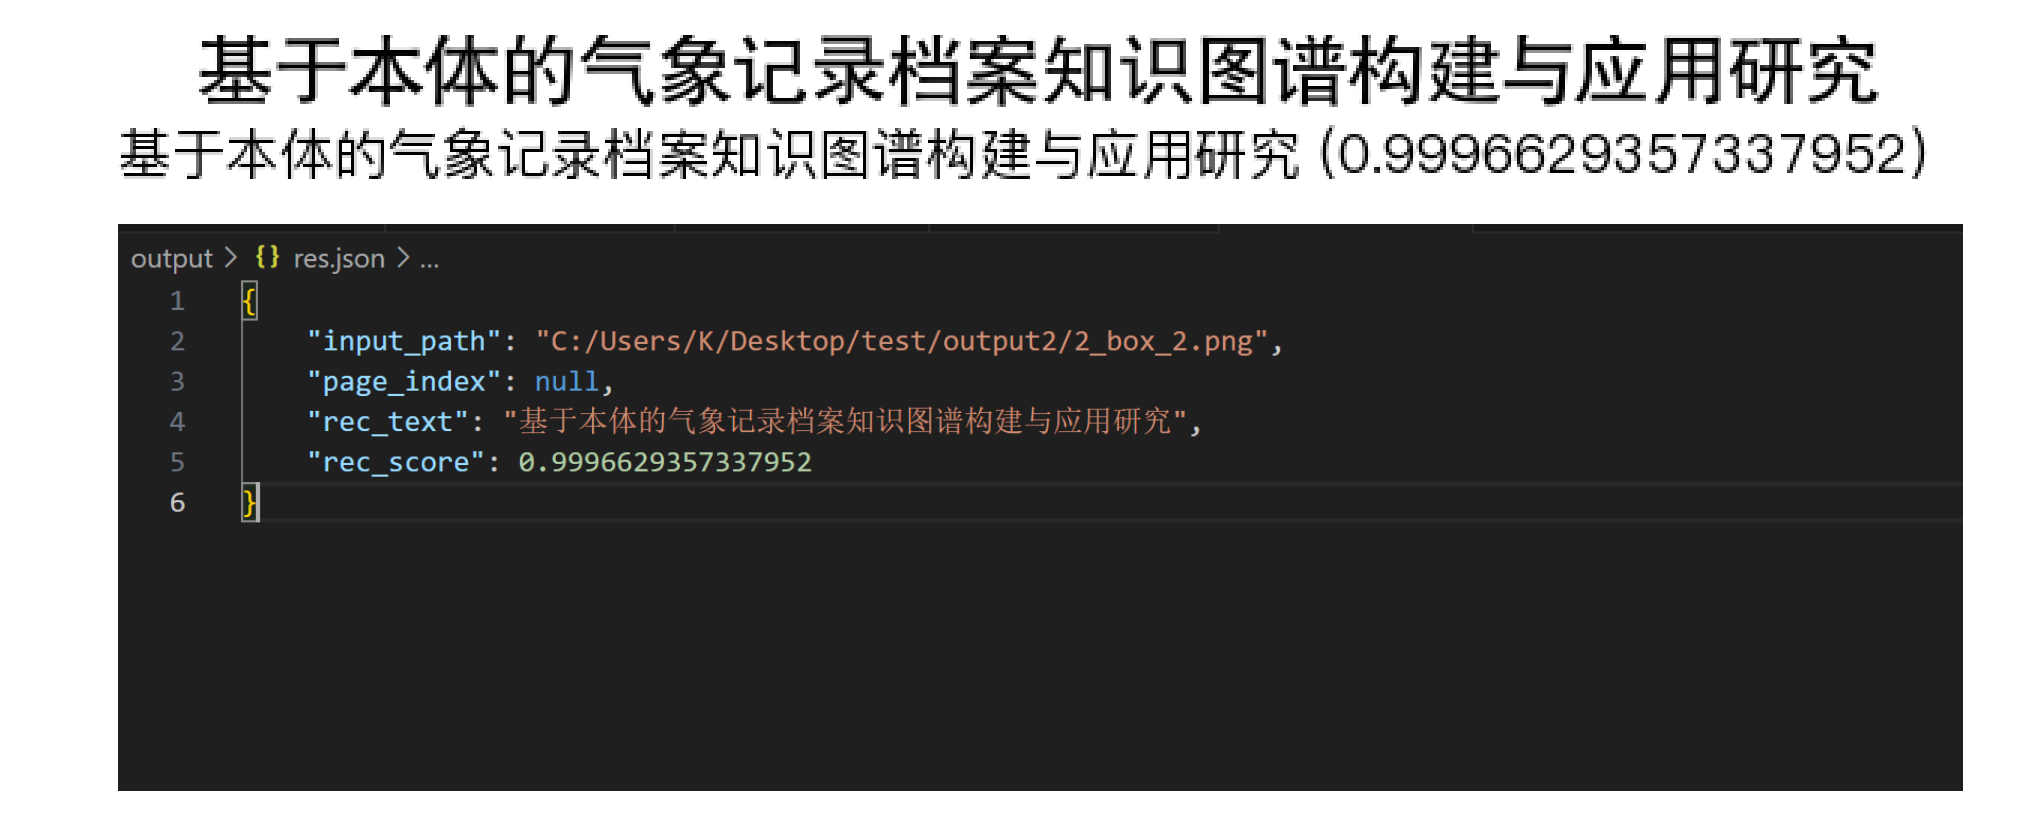 基于本体的气象记录档案知识图谱构建与应用研究
基于本体的气象记录档案知识图谱构建与应用研究 (0.9996629357337952)
output > {} res.json > ...
1 {
2 "input_path": "C:/Users/K/Desktop/test/output2/2_box_2.png",
3 "page_index": null,
4 "rec_text": "基于本体的气象记录档案知识图谱构建与应用研究",
5 "rec_score": 0.9996629357337952
6 }